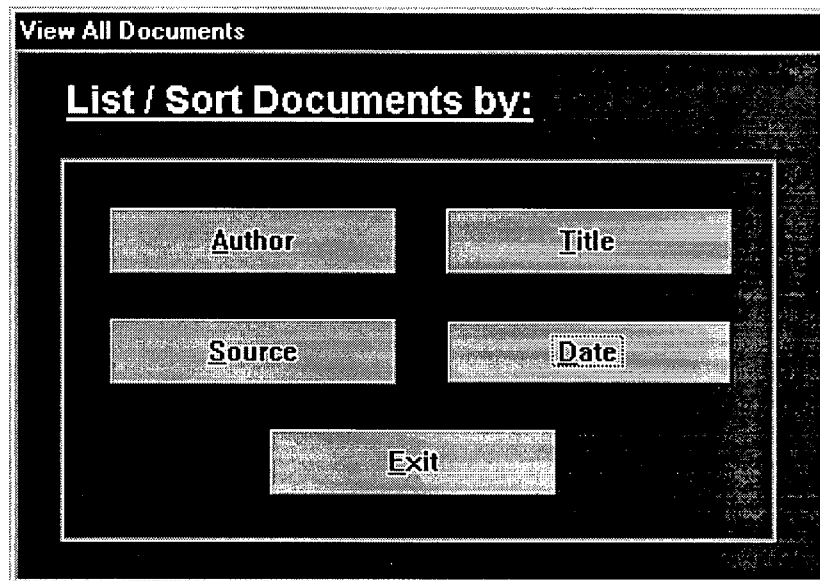 View All Documents
List / Sort Documents by:
Author
Title
Source
Date
Exit